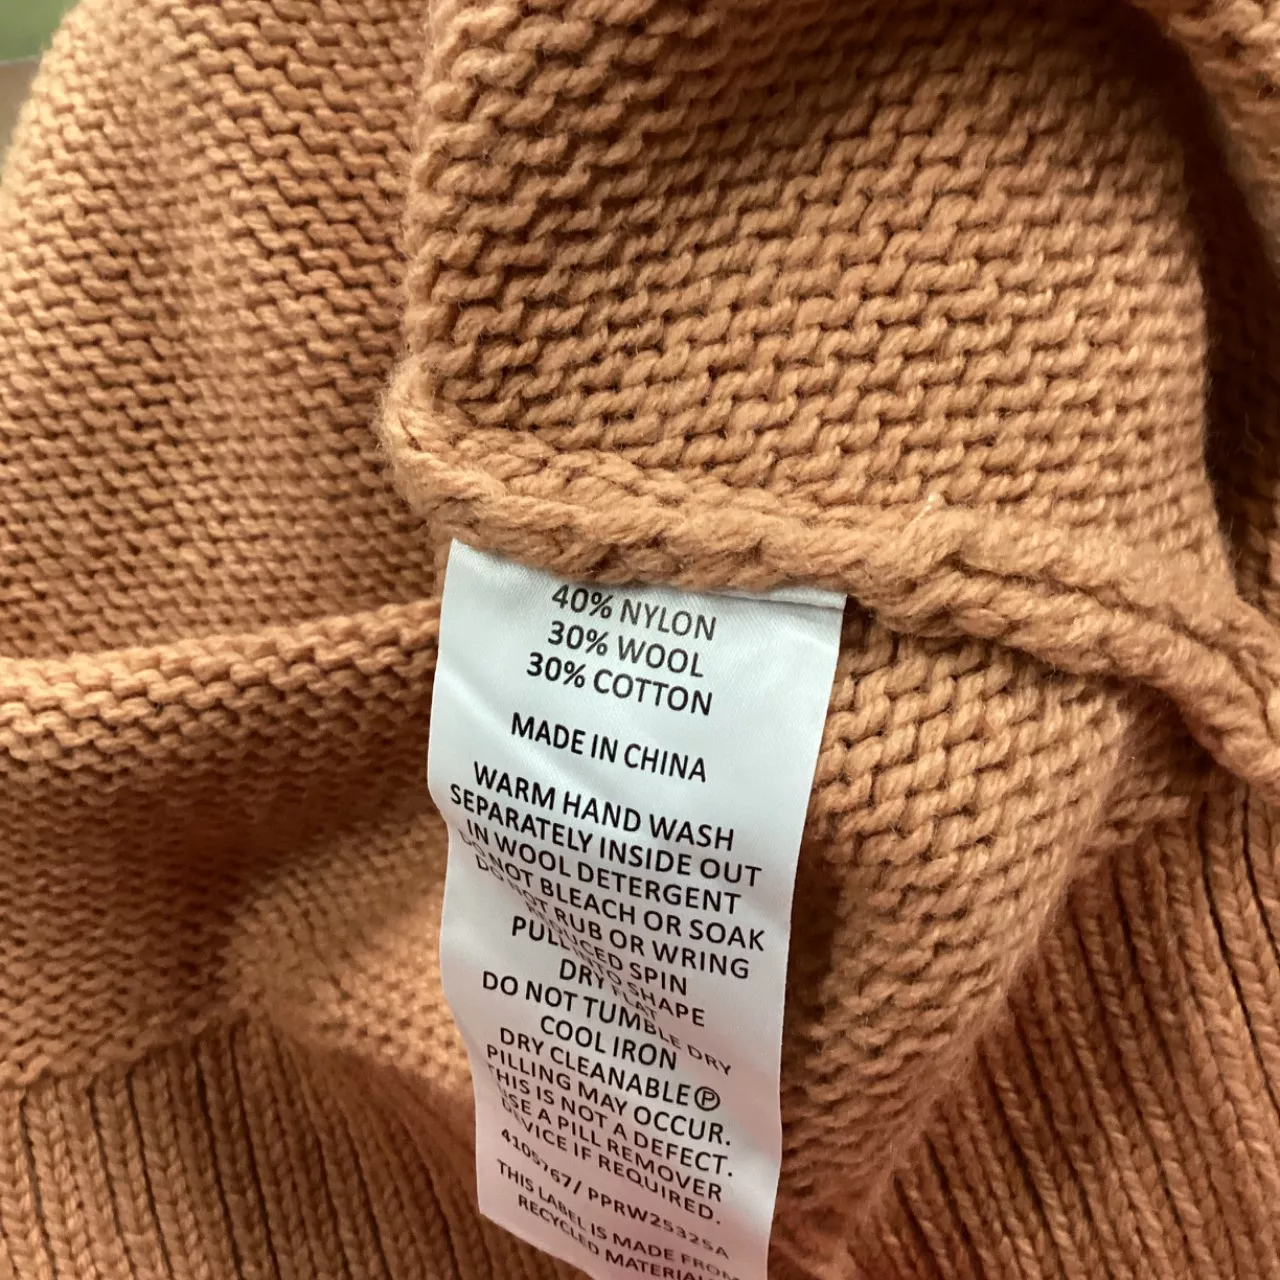 40% NYLON
30% WOOL
30% COTTON
MADE IN CHINA
WARM HAND WASH
SEPARATELY INSIDE OUT
IN WOOL DETERGENT
DO NOT BLEACH OR SOAK
DO NOT RUB OR WRING
REDUCED SPIN
PULL INTO SHAPE
DRY FLAT
DO NOT TUMBLE DRY
COOL IRON
DRY CLEANABLE Ⓟ
PILLING MAY OCCUR.
THIS IS NOT A DEFECT.
USE A PILL REMOVER
DEVICE IF REQUIRED.
4105767/ PPRW25325A
THIS LABEL IS MADE FROM
RECYCLED MATERIAL